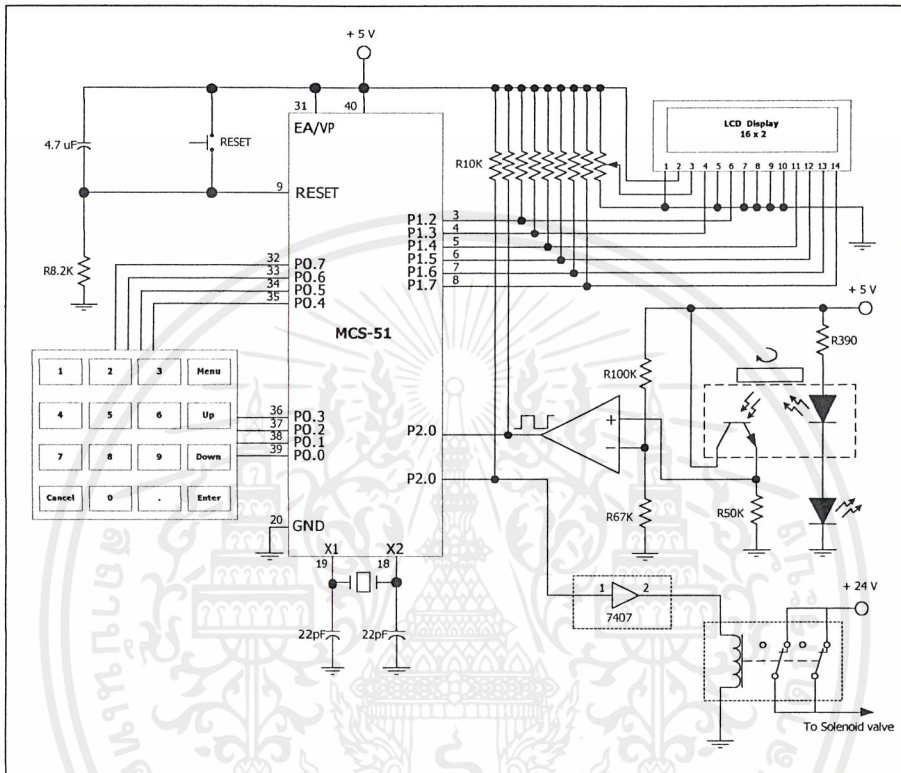 + 5 V
31
40
EA/VP
4.7 uF
RESET
9
RESET
R8.2K
R10K
LCD Display
16 x 2
1 2 3 4 5 6 7 8 9 10 11 12 13 14
P1.2 3
P1.3 4
P1.4 5
P1.5 6
P1.6 7
P1.7 8
32 P0.7
33 P0.6
34 P0.5
35 P0.4
MCS-51
+ 5 V
R390
R100K
1 2 3 Menu
4 5 6 Up
7 8 9 Down
Cancel 0 . Enter
36 P0.3
37 P0.2
38 P0.1
39 P0.0
P2.0
+
−
P2.0
R67K
R50K
20 GND
X1 X2
19 18
22pF 22pF
1 2
7407
+ 24 V
To Solenoid valve